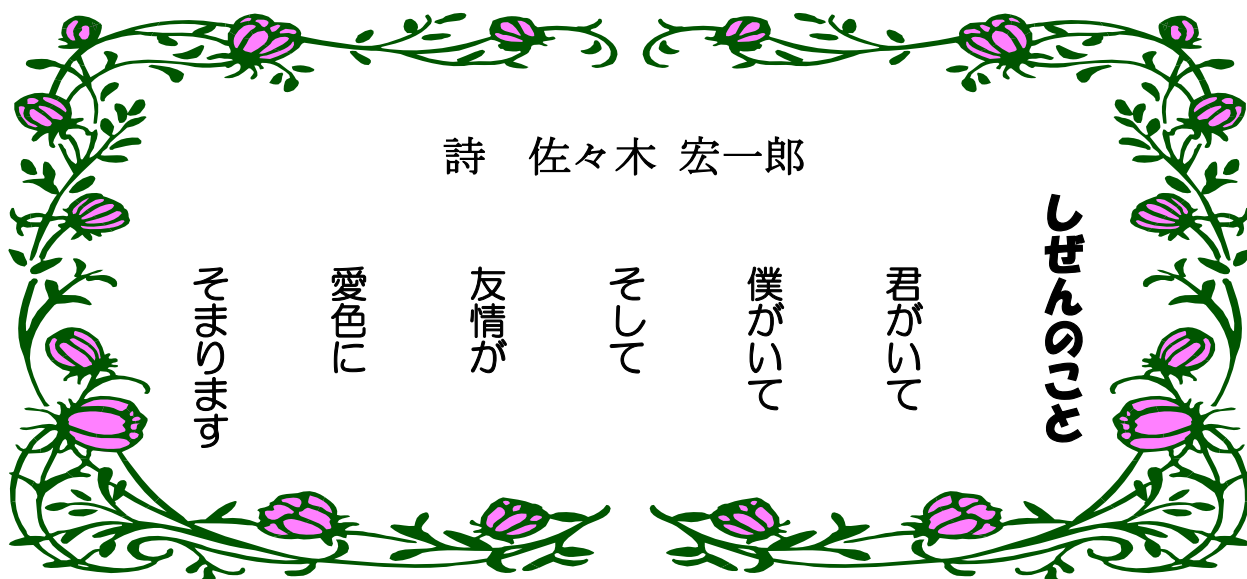 詩　佐々木 宏一郎
しぜんのこと
君がいて
僕がいて
そして
友情が
愛色に
そまります